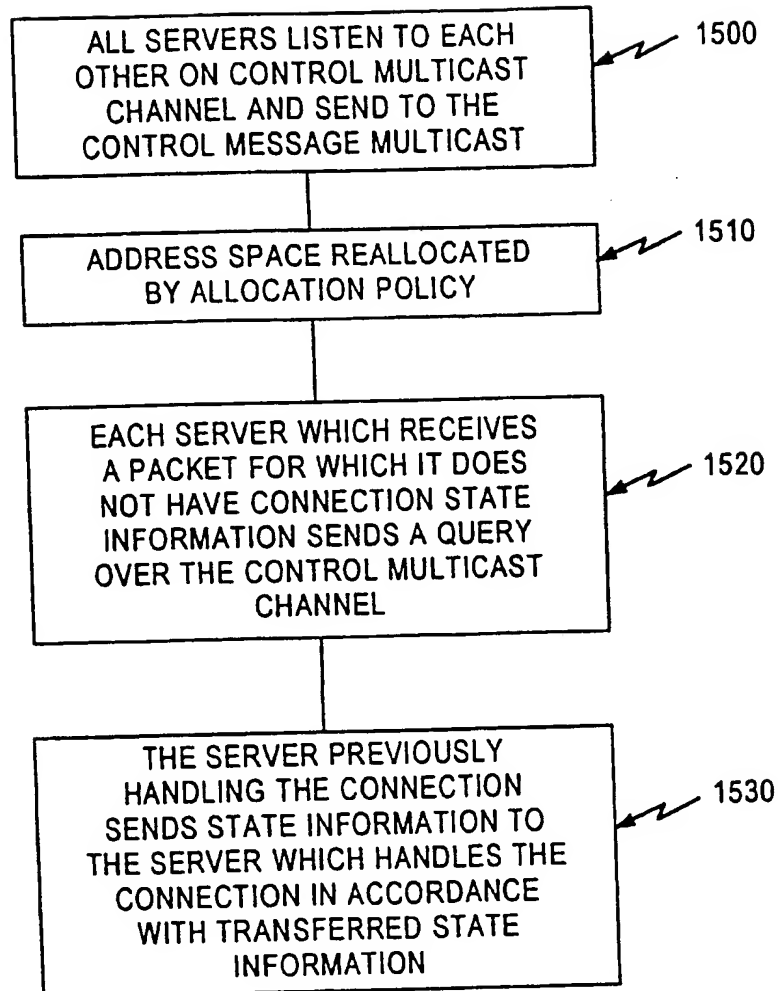 ALL SERVERS LISTEN TO EACH
OTHER ON CONTROL MULTICAST
CHANNEL AND SEND TO THE
CONTROL MESSAGE MULTICAST
1500
ADDRESS SPACE REALLOCATED
BY ALLOCATION POLICY
1510
EACH SERVER WHICH RECEIVES
A PACKET FOR WHICH IT DOES
NOT HAVE CONNECTION STATE
INFORMATION SENDS A QUERY
OVER THE CONTROL MULTICAST
CHANNEL
1520
THE SERVER PREVIOUSLY
HANDLING THE CONNECTION
SENDS STATE INFORMATION TO
THE SERVER WHICH HANDLES THE
CONNECTION IN ACCORDANCE
WITH TRANSFERRED STATE
INFORMATION
1530